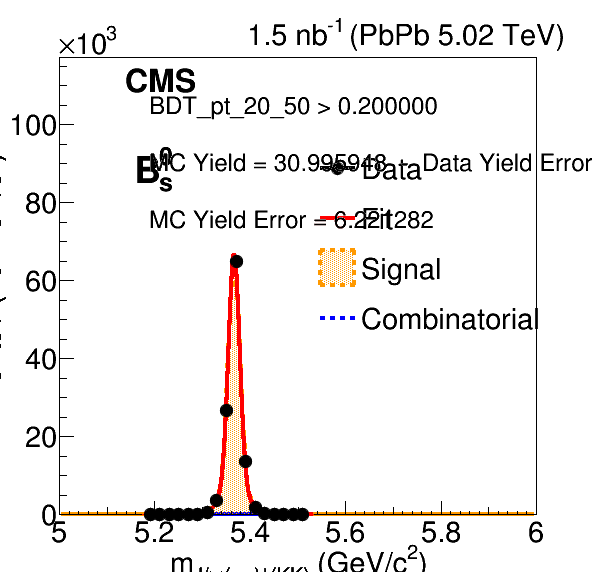 ×10³ 1.5 nb⁻¹ (PbPb 5.02 TeV)
CMS
BDT_pt_20_50 > 0.200000
MC Yield = 30.995948 - Data Yield Error
B⁰s
Data
MC Yield Error = 6.221282
Fit
Signal
Combinatorial
100
80
60
40
20
0
5 5.2 5.4 5.6 5.8 6
(GeV/c²)